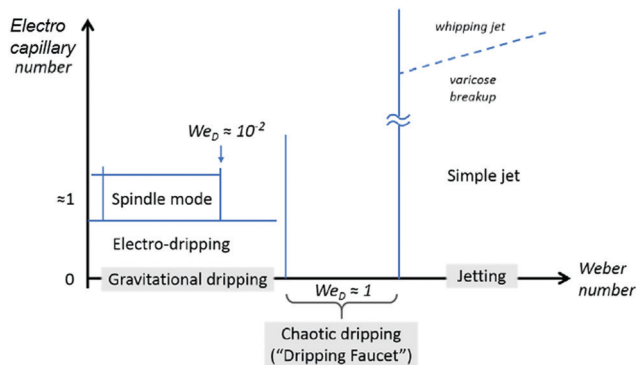 Electro
capillary
number
whipping jet
varicose
breakup
We_D ≈ 10^-2
≈1
Spindle mode
Simple jet
Electro-dripping
0
Gravitational dripping
Jetting
Weber
number
We_D ≈ 1
Chaotic dripping
("Dripping Faucet")